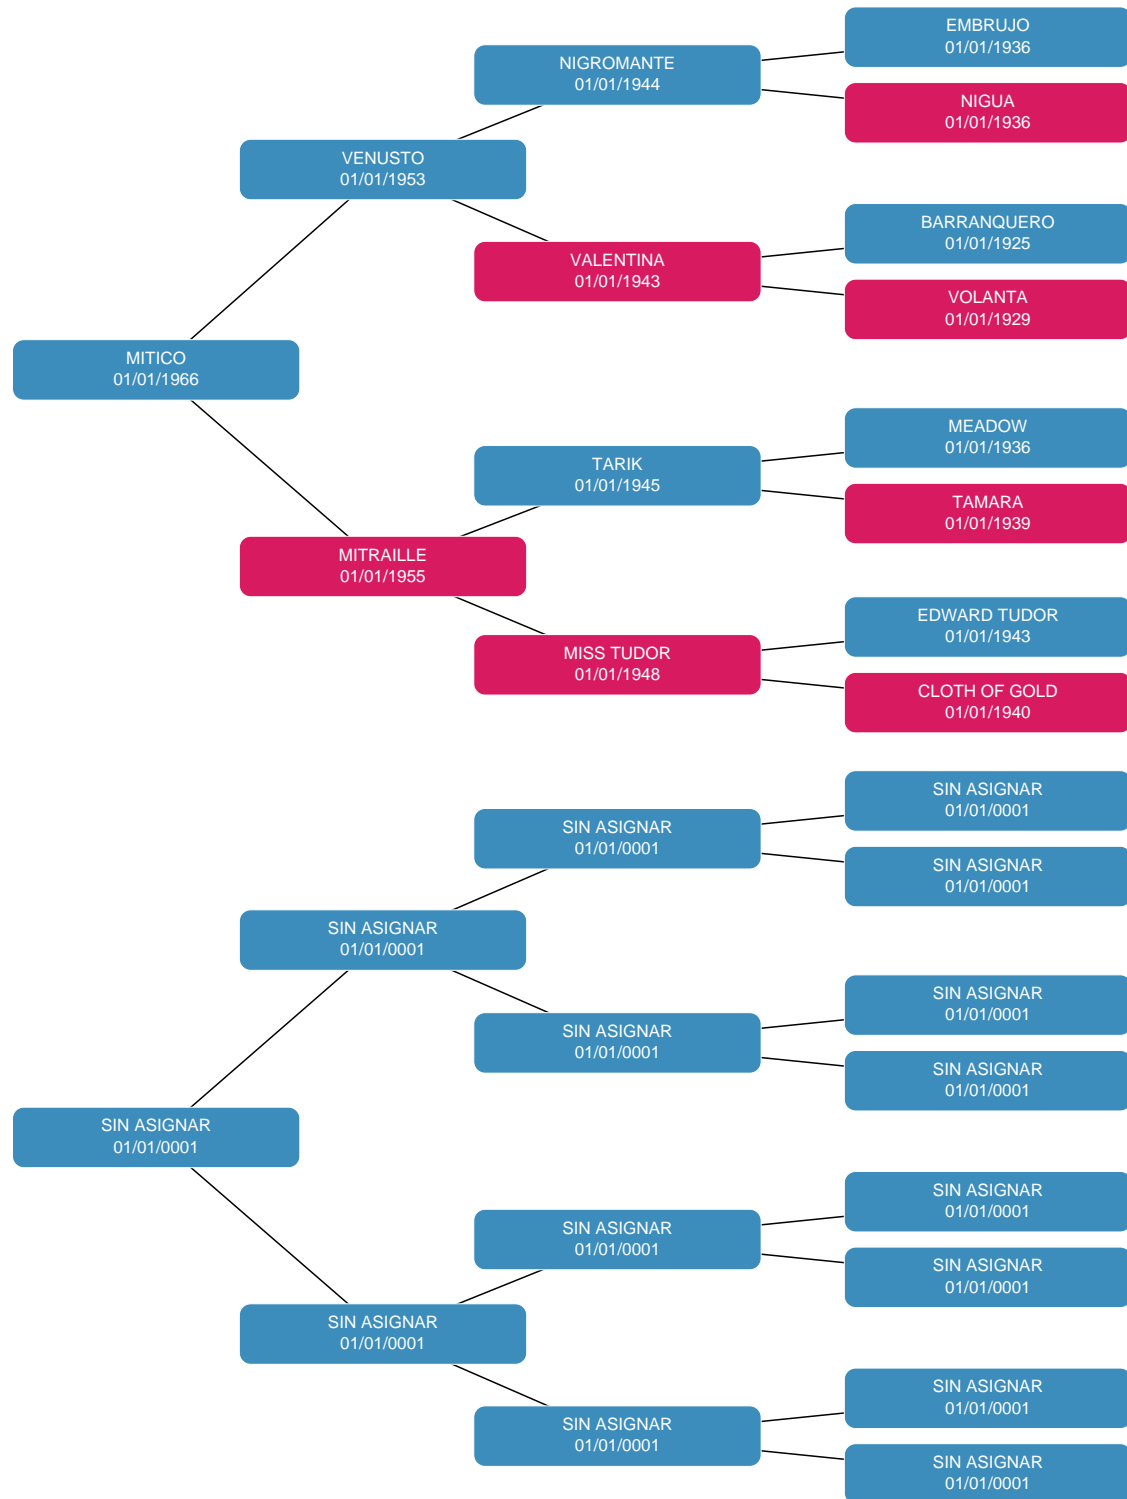 EMBRUJO
01/01/1936
NIGROMANTE
01/01/1944
NIGUA
01/01/1936
VENUSTO
01/01/1953
BARRANQUERO
01/01/1925
VALENTINA
01/01/1943
VOLANTA
01/01/1929
MITICO
01/01/1966
MEADOW
01/01/1936
TARIK
01/01/1945
TAMARA
01/01/1939
MITRAILLE
01/01/1955
EDWARD TUDOR
01/01/1943
MISS TUDOR
01/01/1948
CLOTH OF GOLD
01/01/1940
SIN ASIGNAR
01/01/0001
SIN ASIGNAR
01/01/0001
SIN ASIGNAR
01/01/0001
SIN ASIGNAR
01/01/0001
SIN ASIGNAR
01/01/0001
SIN ASIGNAR
01/01/0001
SIN ASIGNAR
01/01/0001
SIN ASIGNAR
01/01/0001
SIN ASIGNAR
01/01/0001
SIN ASIGNAR
01/01/0001
SIN ASIGNAR
01/01/0001
SIN ASIGNAR
01/01/0001
SIN ASIGNAR
01/01/0001
SIN ASIGNAR
01/01/0001
SIN ASIGNAR
01/01/0001